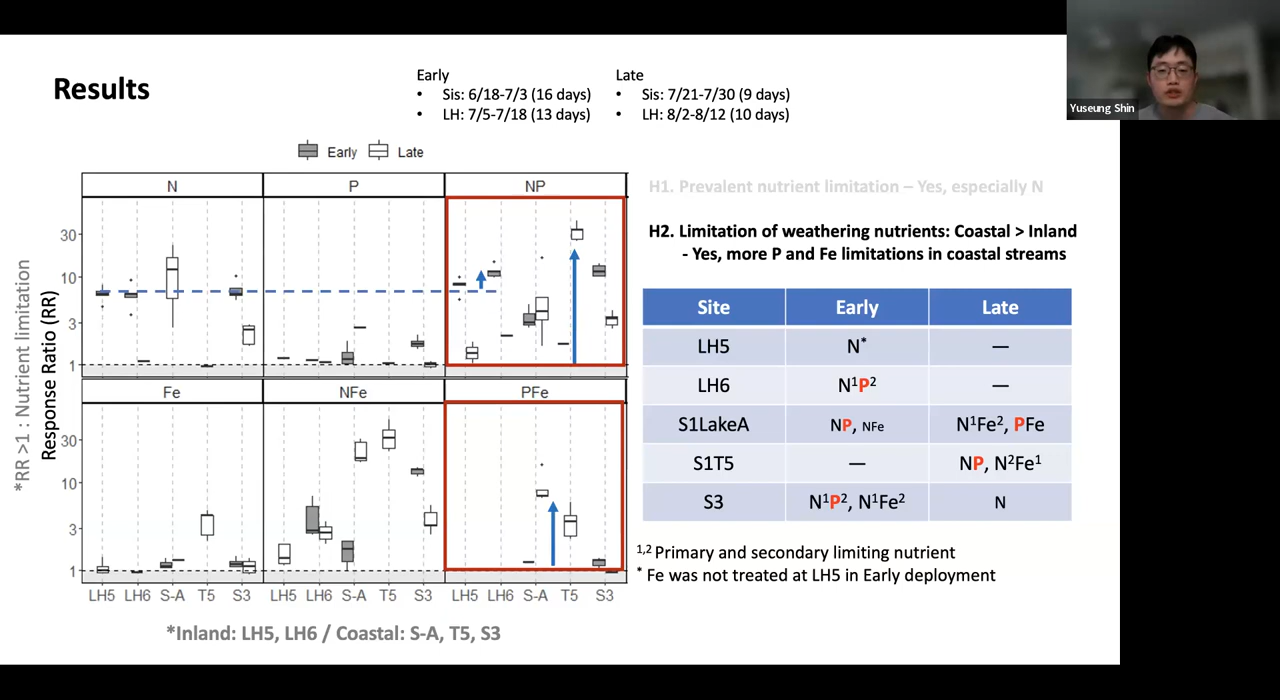 Yuseung Shin
Results
Early
• Sis: 6/18-7/3 (16 days)
• LH: 7/5-7/18 (13 days)
Late
• Sis: 7/21-7/30 (9 days)
• LH: 8/2-8/12 (10 days)
Early Late
N P NP
30
10
3
1
Fe NFe PFe
30
10
3
1
LH5 LH6 S-A T5 S3 LH5 LH6 S-A T5 S3 LH5 LH6 S-A T5 S3
*RR >1 : Nutrient limitation
Response Ratio (RR)
*Inland: LH5, LH6 / Coastal: S-A, T5, S3
H1. Prevalent nutrient limitation – Yes, especially N
H2. Limitation of weathering nutrients: Coastal > Inland
- Yes, more P and Fe limitations in coastal streams
Site Early Late
LH5 N* —
LH6 N¹P² —
S1LakeA NP, NFe N¹Fe², PFe
S1T5 — NP, N²Fe¹
S3 N¹P², N¹Fe² N
¹,² Primary and secondary limiting nutrient
* Fe was not treated at LH5 in Early deployment